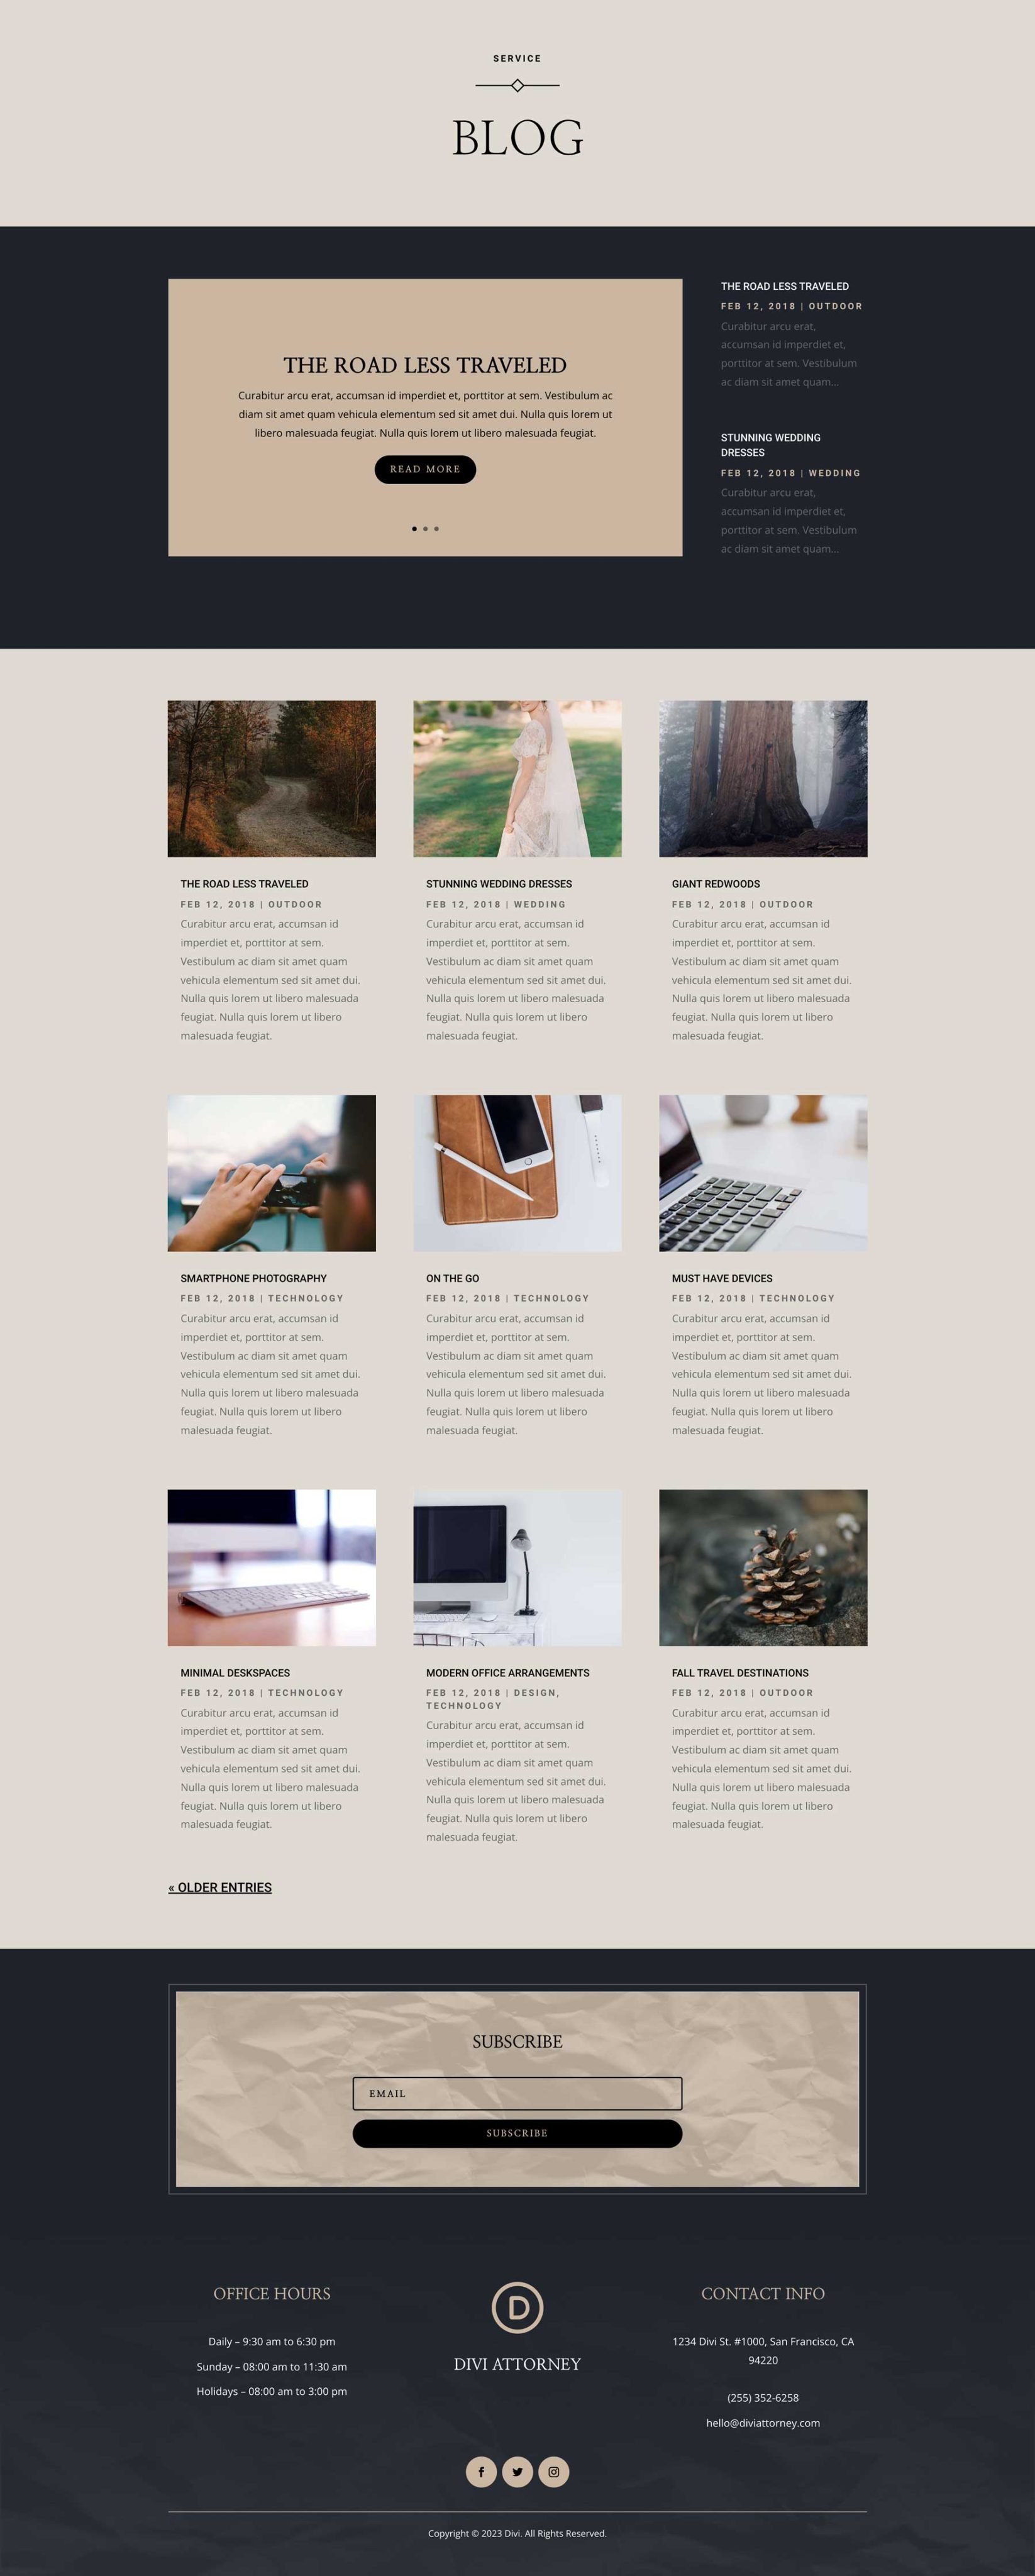 SERVICE
BLOG
THE ROAD LESS TRAVELED
Curabitur arcu erat, accumsan id imperdiet et, porttitor at sem. Vestibulum ac
diam sit amet quam vehicula elementum sed sit amet dui. Nulla quis lorem ut
libero malesuada feugiat. Nulla quis lorem ut libero malesuada feugiat.
READ MORE
THE ROAD LESS TRAVELED
FEB 12, 2018 | OUTDOOR
Curabitur arcu erat,
accumsan id imperdiet et,
porttitor at sem. Vestibulum
ac diam sit amet quam...
STUNNING WEDDING
DRESSES
FEB 12, 2018 | WEDDING
Curabitur arcu erat,
accumsan id imperdiet et,
porttitor at sem. Vestibulum
ac diam sit amet quam...
THE ROAD LESS TRAVELED
FEB 12, 2018 | OUTDOOR
Curabitur arcu erat, accumsan id
imperdiet et, porttitor at sem.
Vestibulum ac diam sit amet quam
vehicula elementum sed sit amet dui.
Nulla quis lorem ut libero malesuada
feugiat. Nulla quis lorem ut libero
malesuada feugiat.
STUNNING WEDDING DRESSES
FEB 12, 2018 | WEDDING
Curabitur arcu erat, accumsan id
imperdiet et, porttitor at sem.
Vestibulum ac diam sit amet quam
vehicula elementum sed sit amet dui.
Nulla quis lorem ut libero malesuada
feugiat. Nulla quis lorem ut libero
malesuada feugiat.
GIANT REDWOODS
FEB 12, 2018 | OUTDOOR
Curabitur arcu erat, accumsan id
imperdiet et, porttitor at sem.
Vestibulum ac diam sit amet quam
vehicula elementum sed sit amet dui.
Nulla quis lorem ut libero malesuada
feugiat. Nulla quis lorem ut libero
malesuada feugiat.
SMARTPHONE PHOTOGRAPHY
FEB 12, 2018 | TECHNOLOGY
Curabitur arcu erat, accumsan id
imperdiet et, porttitor at sem.
Vestibulum ac diam sit amet quam
vehicula elementum sed sit amet dui.
Nulla quis lorem ut libero malesuada
feugiat. Nulla quis lorem ut libero
malesuada feugiat.
ON THE GO
FEB 12, 2018 | TECHNOLOGY
Curabitur arcu erat, accumsan id
imperdiet et, porttitor at sem.
Vestibulum ac diam sit amet quam
vehicula elementum sed sit amet dui.
Nulla quis lorem ut libero malesuada
feugiat. Nulla quis lorem ut libero
malesuada feugiat.
MUST HAVE DEVICES
FEB 12, 2018 | TECHNOLOGY
Curabitur arcu erat, accumsan id
imperdiet et, porttitor at sem.
Vestibulum ac diam sit amet quam
vehicula elementum sed sit amet dui.
Nulla quis lorem ut libero malesuada
feugiat. Nulla quis lorem ut libero
malesuada feugiat.
MINIMAL DESKSPACES
FEB 12, 2018 | TECHNOLOGY
Curabitur arcu erat, accumsan id
imperdiet et, porttitor at sem.
Vestibulum ac diam sit amet quam
vehicula elementum sed sit amet dui.
Nulla quis lorem ut libero malesuada
feugiat. Nulla quis lorem ut libero
malesuada feugiat.
MODERN OFFICE ARRANGEMENTS
FEB 12, 2018 | DESIGN,
TECHNOLOGY
Curabitur arcu erat, accumsan id
imperdiet et, porttitor at sem.
Vestibulum ac diam sit amet quam
vehicula elementum sed sit amet dui.
Nulla quis lorem ut libero malesuada
feugiat. Nulla quis lorem ut libero
malesuada feugiat.
FALL TRAVEL DESTINATIONS
FEB 12, 2018 | OUTDOOR
Curabitur arcu erat, accumsan id
imperdiet et, porttitor at sem.
Vestibulum ac diam sit amet quam
vehicula elementum sed sit amet dui.
Nulla quis lorem ut libero malesuada
feugiat. Nulla quis lorem ut libero
malesuada feugiat.
« OLDER ENTRIES
SUBSCRIBE
EMAIL
SUBSCRIBE
OFFICE HOURS
Daily – 9:30 am to 6:30 pm
Sunday – 08:00 am to 11:30 am
Holidays – 08:00 am to 3:00 pm
D
DIVI ATTORNEY
CONTACT INFO
1234 Divi St. #1000, San Francisco, CA
94220
(255) 352-6258
hello@diviattorney.com
Copyright © 2023 Divi. All Rights Reserved.